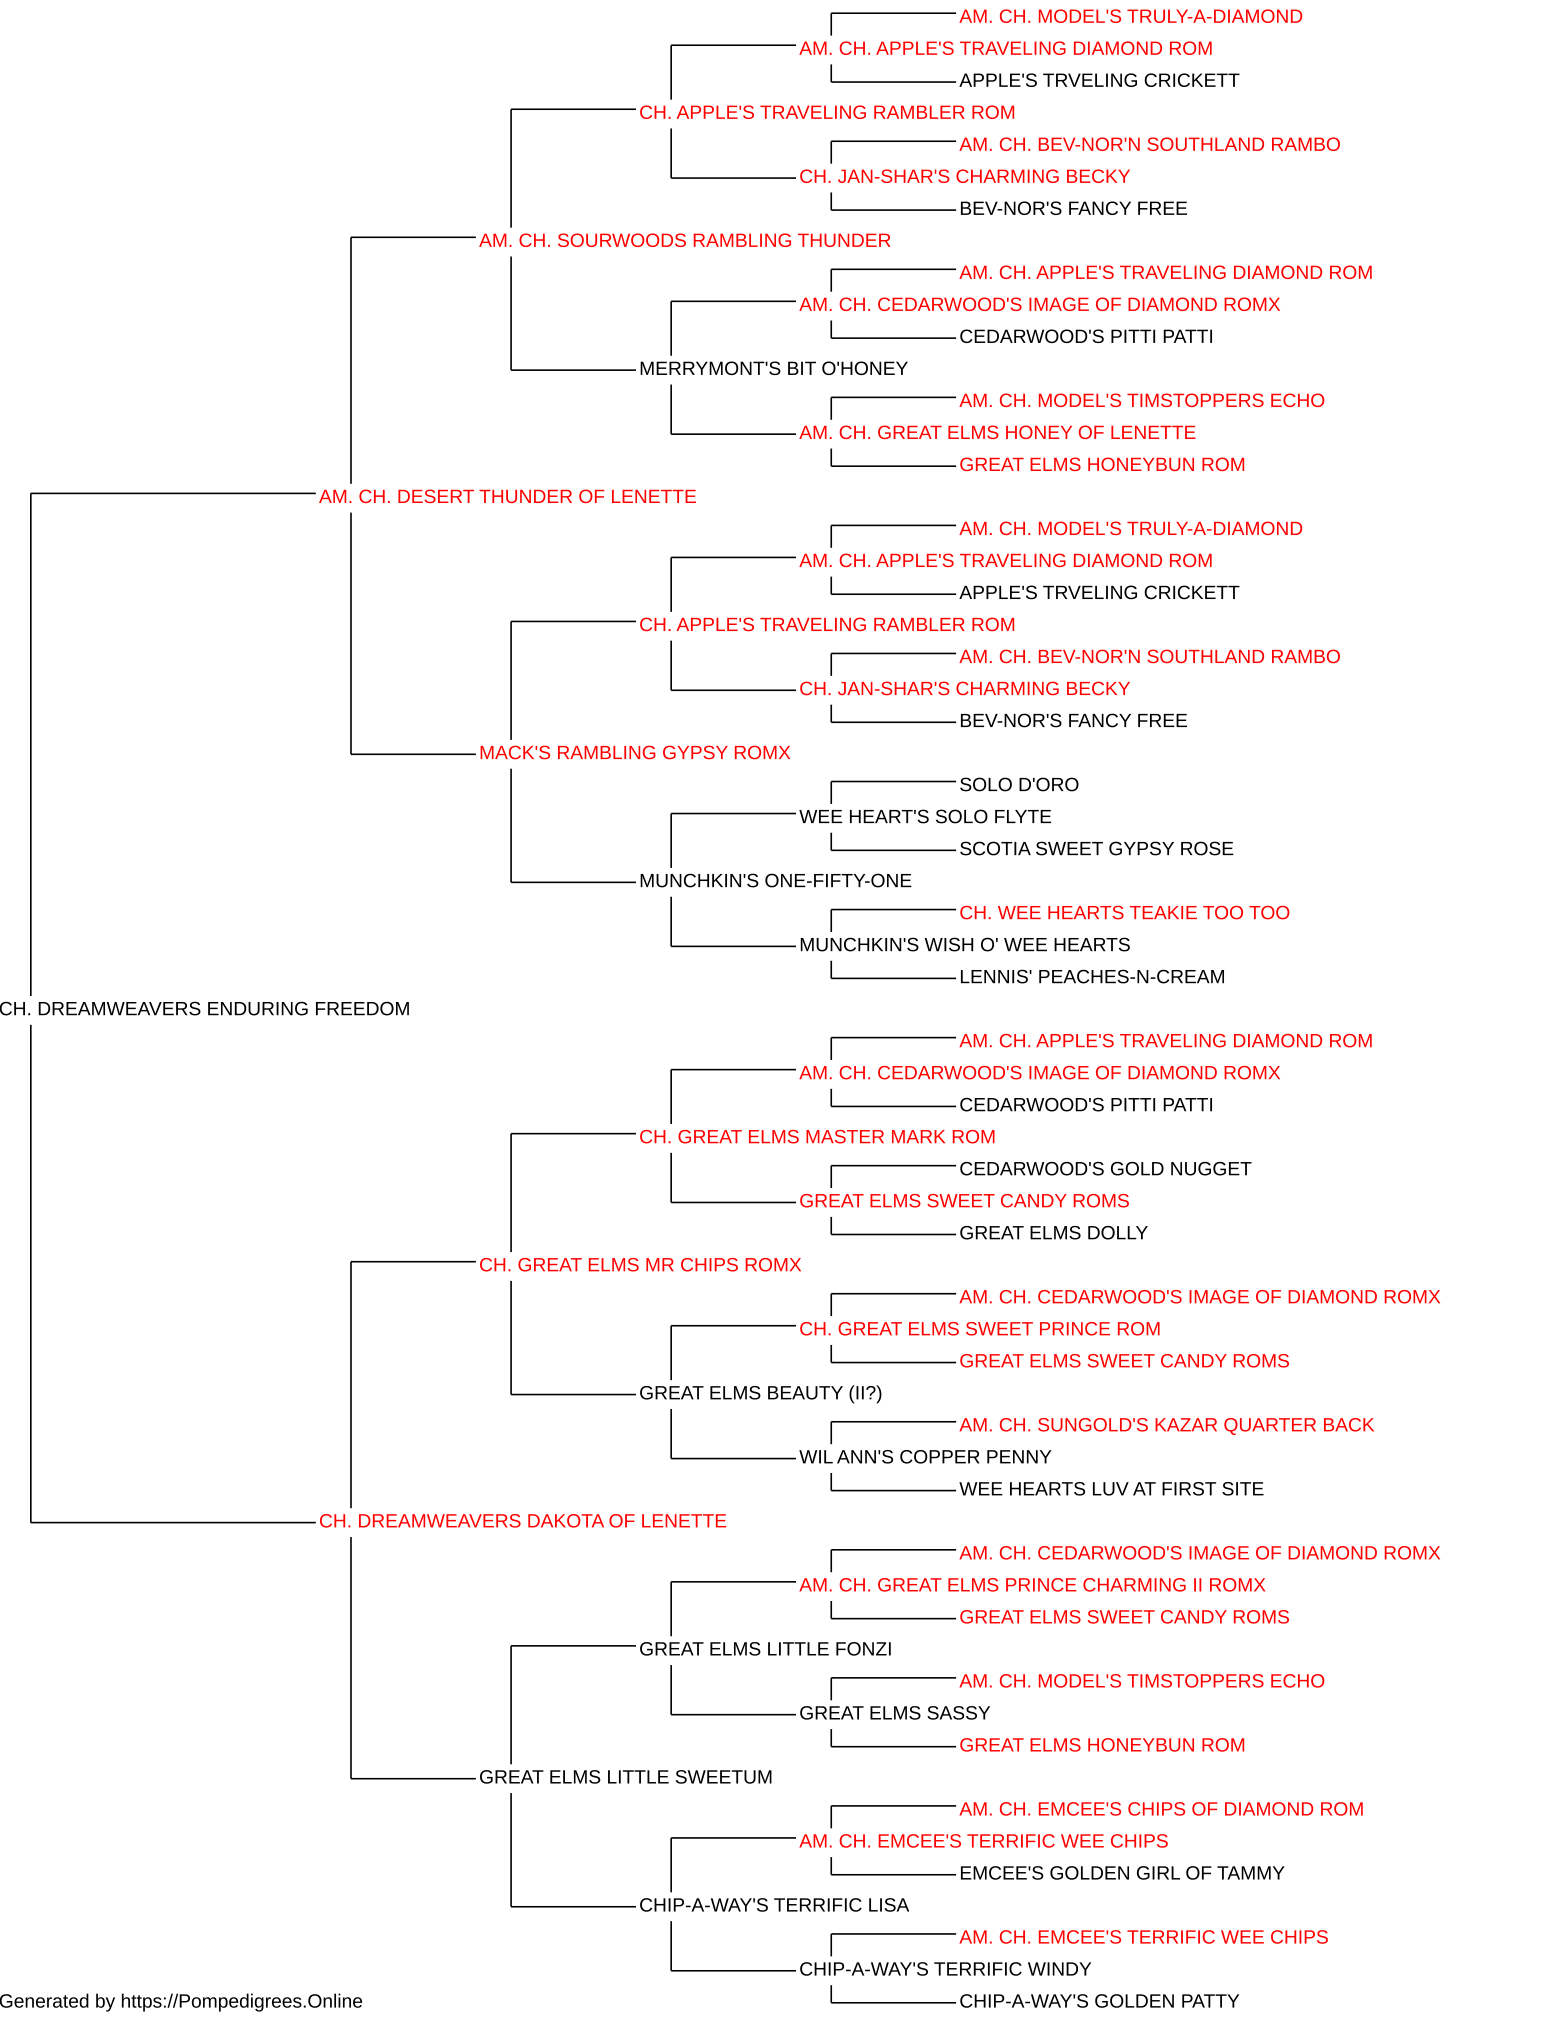 AM. CH. MODEL'S TRULY-A-DIAMOND
AM. CH. APPLE'S TRAVELING DIAMOND ROM
APPLE'S TRVELING CRICKETT
CH. APPLE'S TRAVELING RAMBLER ROM
AM. CH. BEV-NOR'N SOUTHLAND RAMBO
CH. JAN-SHAR'S CHARMING BECKY
BEV-NOR'S FANCY FREE
AM. CH. SOURWOODS RAMBLING THUNDER
AM. CH. APPLE'S TRAVELING DIAMOND ROM
AM. CH. CEDARWOOD'S IMAGE OF DIAMOND ROMX
CEDARWOOD'S PITTI PATTI
MERRYMONT'S BIT O'HONEY
AM. CH. MODEL'S TIMSTOPPERS ECHO
AM. CH. GREAT ELMS HONEY OF LENETTE
GREAT ELMS HONEYBUN ROM
AM. CH. DESERT THUNDER OF LENETTE
AM. CH. MODEL'S TRULY-A-DIAMOND
AM. CH. APPLE'S TRAVELING DIAMOND ROM
APPLE'S TRVELING CRICKETT
CH. APPLE'S TRAVELING RAMBLER ROM
AM. CH. BEV-NOR'N SOUTHLAND RAMBO
CH. JAN-SHAR'S CHARMING BECKY
BEV-NOR'S FANCY FREE
MACK'S RAMBLING GYPSY ROMX
SOLO D'ORO
WEE HEART'S SOLO FLYTE
SCOTIA SWEET GYPSY ROSE
MUNCHKIN'S ONE-FIFTY-ONE
CH. WEE HEARTS TEAKIE TOO TOO
MUNCHKIN'S WISH O' WEE HEARTS
LENNIS' PEACHES-N-CREAM
CH. DREAMWEAVERS ENDURING FREEDOM
AM. CH. APPLE'S TRAVELING DIAMOND ROM
AM. CH. CEDARWOOD'S IMAGE OF DIAMOND ROMX
CEDARWOOD'S PITTI PATTI
CH. GREAT ELMS MASTER MARK ROM
CEDARWOOD'S GOLD NUGGET
GREAT ELMS SWEET CANDY ROMS
GREAT ELMS DOLLY
CH. GREAT ELMS MR CHIPS ROMX
AM. CH. CEDARWOOD'S IMAGE OF DIAMOND ROMX
CH. GREAT ELMS SWEET PRINCE ROM
GREAT ELMS SWEET CANDY ROMS
GREAT ELMS BEAUTY (II?)
AM. CH. SUNGOLD'S KAZAR QUARTER BACK
WIL ANN'S COPPER PENNY
WEE HEARTS LUV AT FIRST SITE
CH. DREAMWEAVERS DAKOTA OF LENETTE
AM. CH. CEDARWOOD'S IMAGE OF DIAMOND ROMX
AM. CH. GREAT ELMS PRINCE CHARMING II ROMX
GREAT ELMS SWEET CANDY ROMS
GREAT ELMS LITTLE FONZI
AM. CH. MODEL'S TIMSTOPPERS ECHO
GREAT ELMS SASSY
GREAT ELMS HONEYBUN ROM
GREAT ELMS LITTLE SWEETUM
AM. CH. EMCEE'S CHIPS OF DIAMOND ROM
AM. CH. EMCEE'S TERRIFIC WEE CHIPS
EMCEE'S GOLDEN GIRL OF TAMMY
CHIP-A-WAY'S TERRIFIC LISA
AM. CH. EMCEE'S TERRIFIC WEE CHIPS
CHIP-A-WAY'S TERRIFIC WINDY
CHIP-A-WAY'S GOLDEN PATTY
Generated by https://Pompedigrees.Online